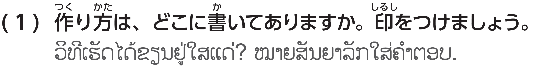 (1) 作り方は、どこに書いてありますか。印をつけましょう。
ວິທີເຮັດໄດ້ຂຽນຢູ່ໃສແດ່? ໝາຍສັນຍາລັກໃສ່ຄຳຕອບ.